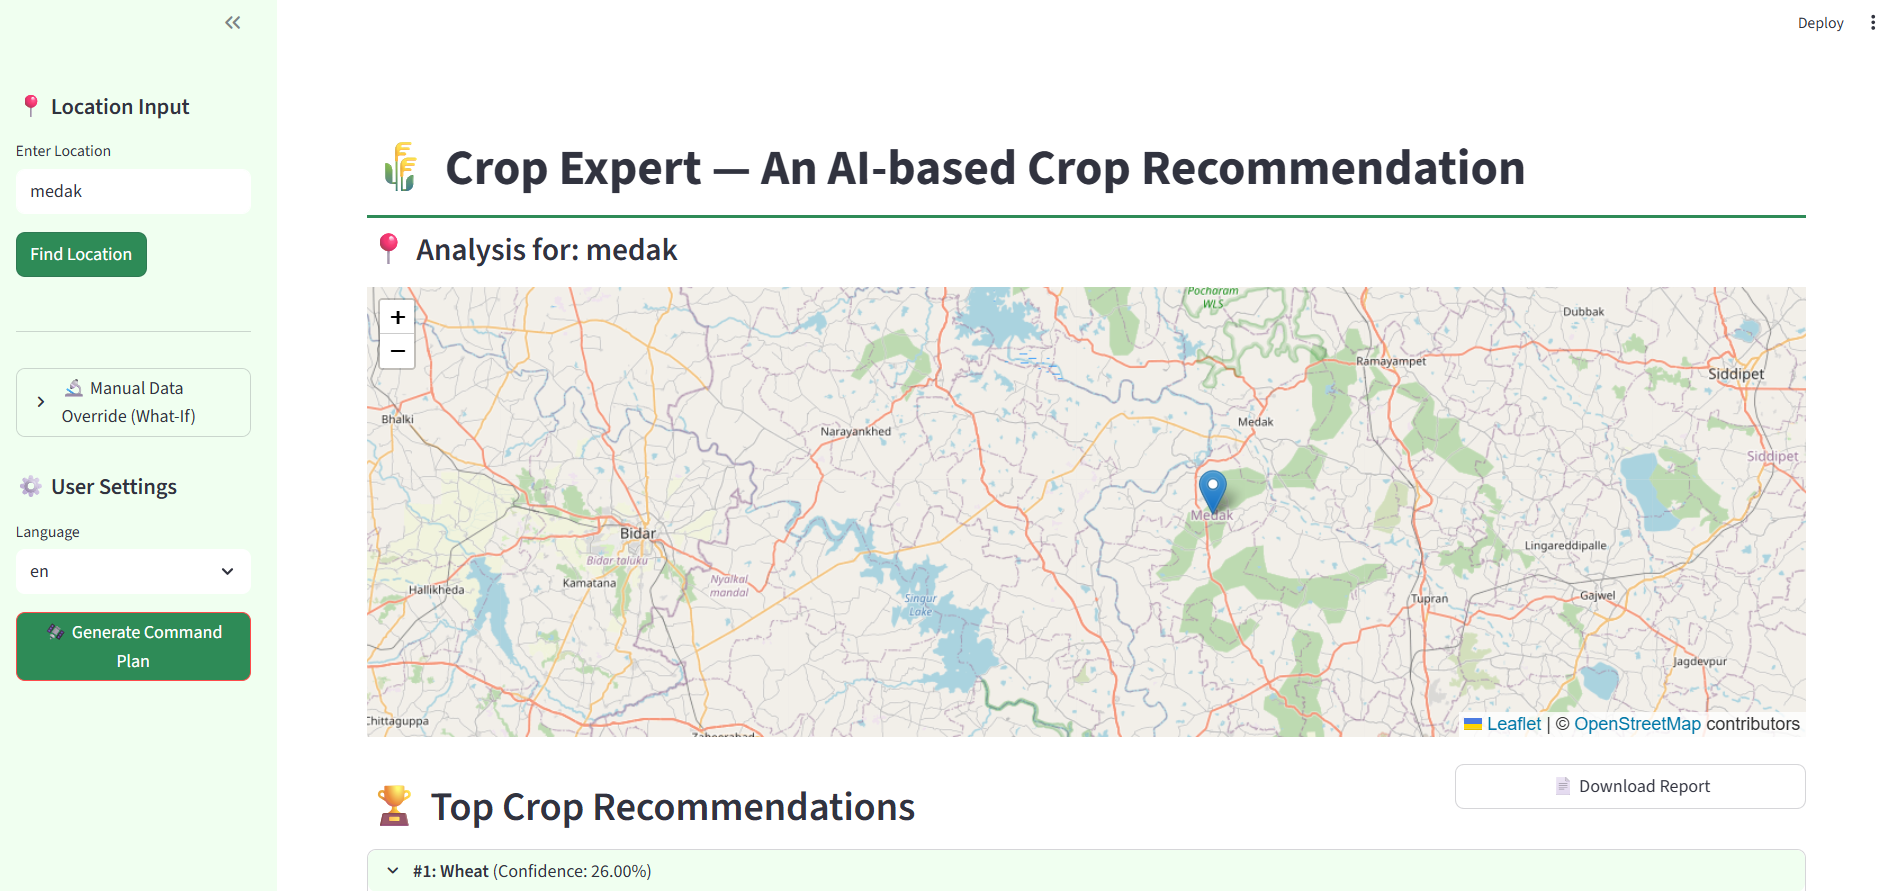 Deploy
📍 Location Input
Enter Location
medak
Find Location
🔬 Manual Data
Override (What-If)
⚙️ User Settings
Language
en
🛰️ Generate Command
Plan
🌾 Crop Expert — An AI-based Crop Recommendation
📍 Analysis for: medak
+
−
Pocharam
WLS
Dubbak
Ramayampet
Siddipet
Bhalki
Narayankhed
Medak
Siddipet
Medak
Bidar
Bidar taluku
Lingareddipalle
Hallikheda
Kamatana
Nyalkal
mandal
Singur
Lake
Tupran
Gajwel
Jagdevpur
Chittaguppa
Zaheerabad
Leaflet | © OpenStreetMap contributors
📄 Download Report
🏆 Top Crop Recommendations
#1: Wheat (Confidence: 26.00%)